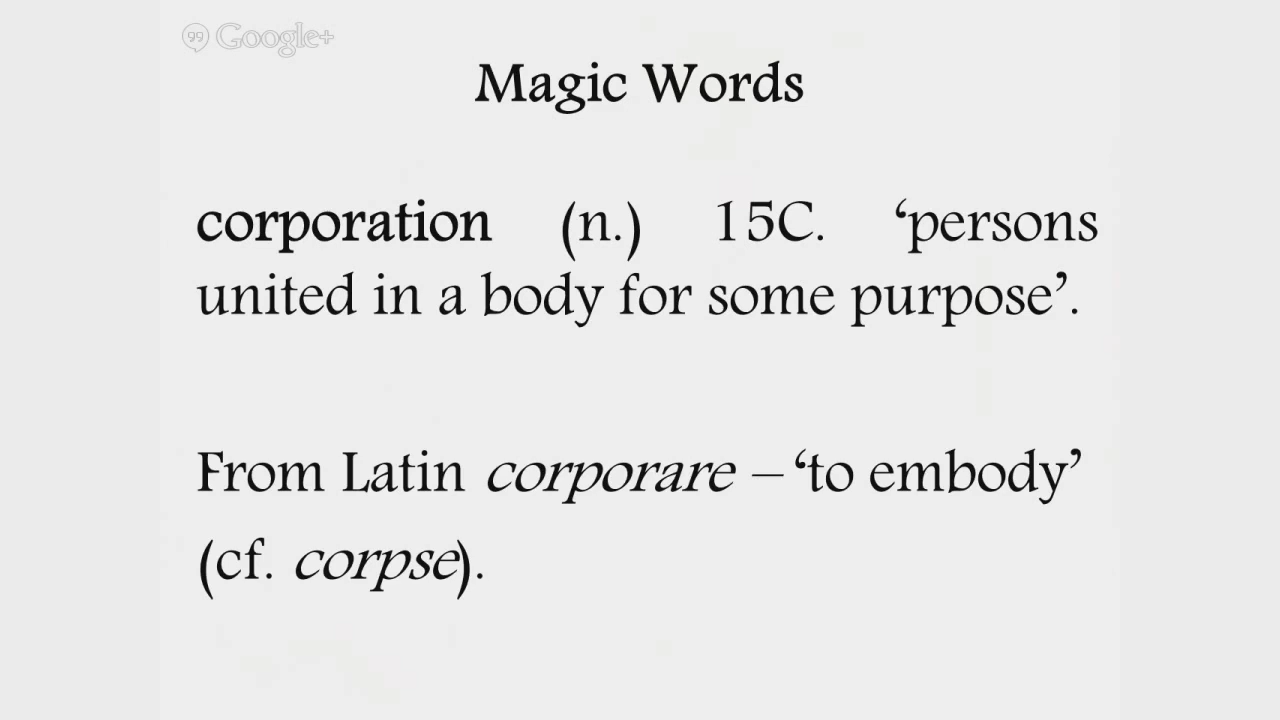 Google+
Magic Words
corporation (n.) 15C. ‘persons
united in a body for some purpose’.
From Latin corporare – ‘to embody’
(cf. corpse).